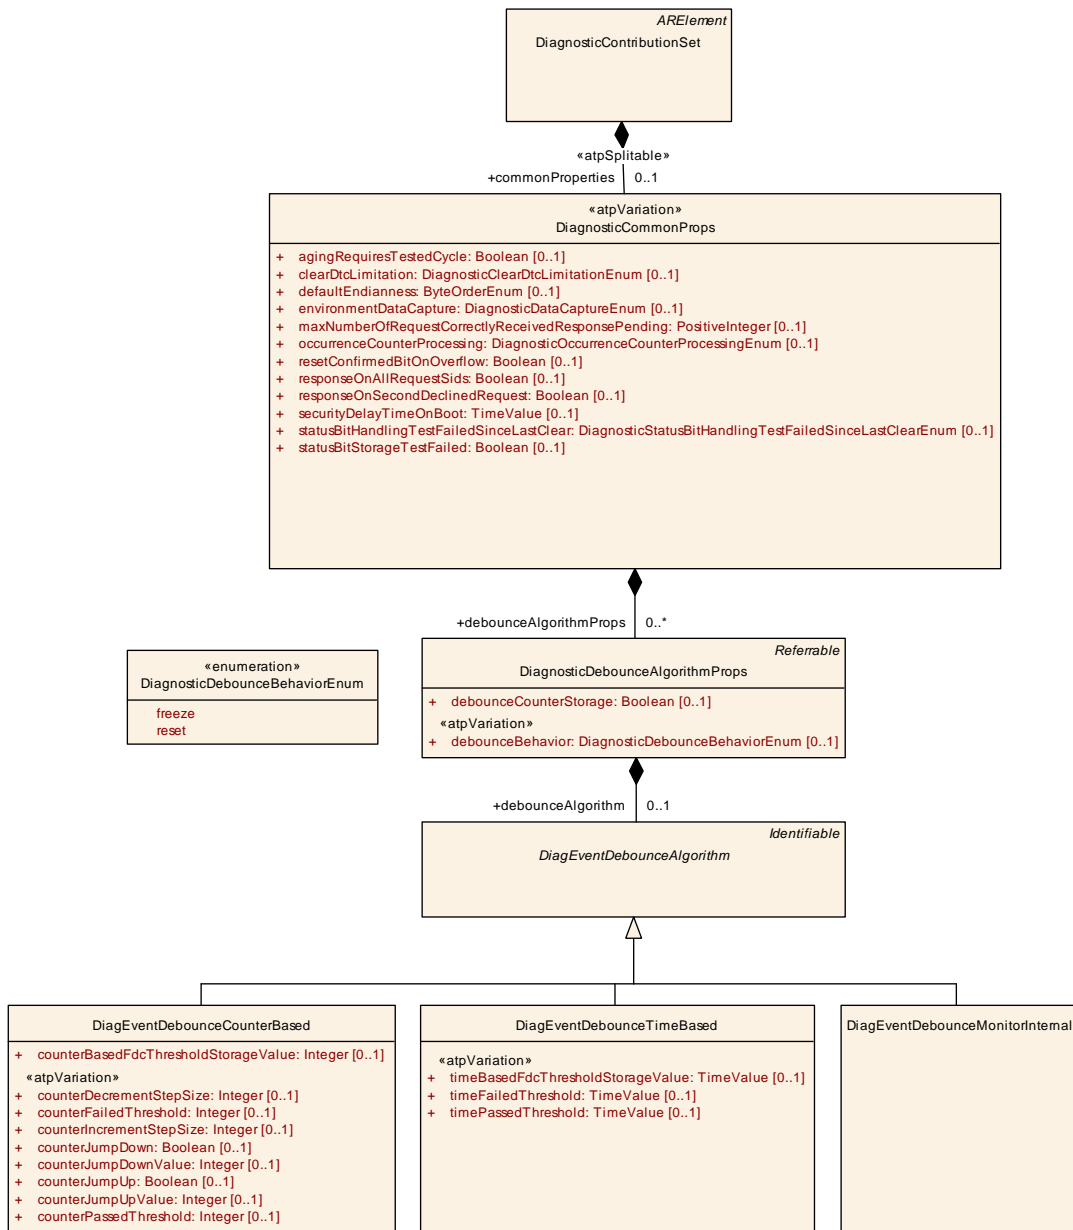 ARElement
DiagnosticContributionSet
«atpSplitable»
+commonProperties 0..1
«atpVariation»
DiagnosticCommonProps
+ agingRequiresTestedCycle: Boolean [0..1]
+ clearDtcLimitation: DiagnosticClearDtcLimitationEnum [0..1]
+ defaultEndianness: ByteOrderEnum [0..1]
+ environmentDataCapture: DiagnosticDataCaptureEnum [0..1]
+ maxNumberOfRequestCorrectlyReceivedResponsePending: PositiveInteger [0..1]
+ occurrenceCounterProcessing: DiagnosticOccurrenceCounterProcessingEnum [0..1]
+ resetConfirmedBitOnOverflow: Boolean [0..1]
+ responseOnAllRequestSids: Boolean [0..1]
+ responseOnSecondDeclinedRequest: Boolean [0..1]
+ securityDelayTimeOnBoot: TimeValue [0..1]
+ statusBitHandlingTestFailedSinceLastClear: DiagnosticStatusBitHandlingTestFailedSinceLastClearEnum [0..1]
+ statusBitStorageTestFailed: Boolean [0..1]
+debounceAlgorithmProps 0..*
«enumeration»
DiagnosticDebounceBehaviorEnum
freeze
reset
Referrable
DiagnosticDebounceAlgorithmProps
+ debounceCounterStorage: Boolean [0..1]
«atpVariation»
+ debounceBehavior: DiagnosticDebounceBehaviorEnum [0..1]
+debounceAlgorithm 0..1
Identifiable
DiagEventDebounceAlgorithm
DiagEventDebounceCounterBased
+ counterBasedFdcThresholdStorageValue: Integer [0..1]
«atpVariation»
+ counterDecrementStepSize: Integer [0..1]
+ counterFailedThreshold: Integer [0..1]
+ counterIncrementStepSize: Integer [0..1]
+ counterJumpDown: Boolean [0..1]
+ counterJumpDownValue: Integer [0..1]
+ counterJumpUp: Boolean [0..1]
+ counterJumpUpValue: Integer [0..1]
+ counterPassedThreshold: Integer [0..1]
DiagEventDebounceTimeBased
«atpVariation»
+ timeBasedFdcThresholdStorageValue: TimeValue [0..1]
+ timeFailedThreshold: TimeValue [0..1]
+ timePassedThreshold: TimeValue [0..1]
DiagEventDebounceMonitorInternal